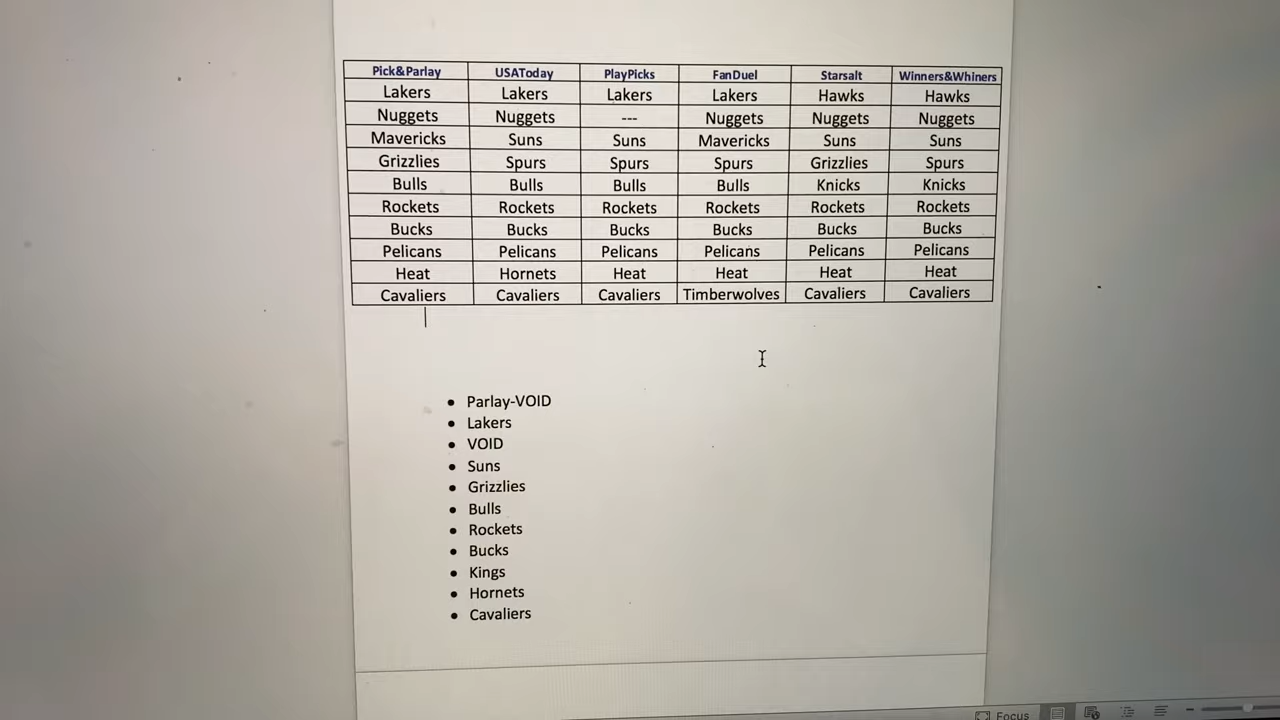 Pick&Parlay USAToday PlayPicks FanDuel Starsalt Winners&Whiners
Lakers Lakers Lakers Lakers Hawks Hawks
Nuggets Nuggets --- Nuggets Nuggets Nuggets
Mavericks Suns Suns Mavericks Suns Suns
Grizzlies Spurs Spurs Spurs Grizzlies Spurs
Bulls Bulls Bulls Bulls Knicks Knicks
Rockets Rockets Rockets Rockets Rockets Rockets
Bucks Bucks Bucks Bucks Bucks Bucks
Pelicans Pelicans Pelicans Pelicans Pelicans Pelicans
Heat Hornets Heat Heat Heat Heat
Cavaliers Cavaliers Cavaliers Timberwolves Cavaliers Cavaliers
• Parlay-VOID
• Lakers
• VOID
• Suns
• Grizzlies
• Bulls
• Rockets
• Bucks
• Kings
• Hornets
• Cavaliers
Focus